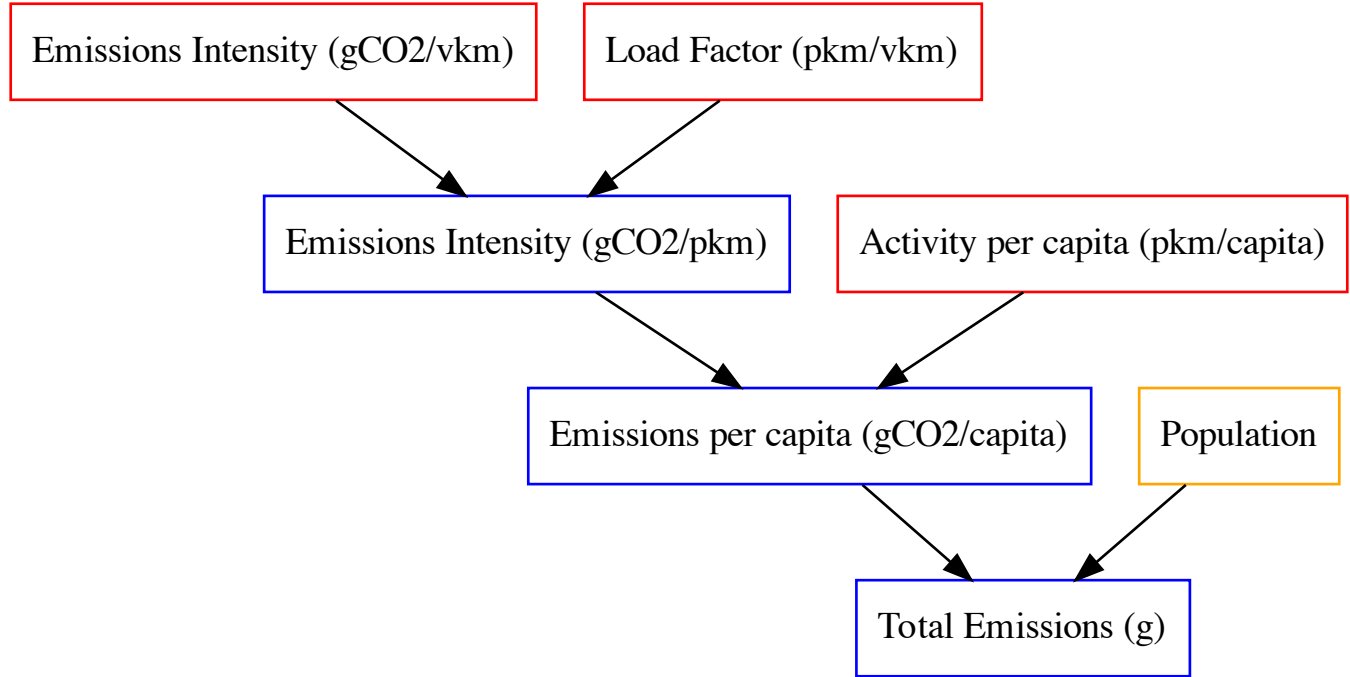 Emissions Intensity (gCO2/vkm)
Load Factor (pkm/vkm)
Emissions Intensity (gCO2/pkm)
Activity per capita (pkm/capita)
Emissions per capita (gCO2/capita)
Population
Total Emissions (g)